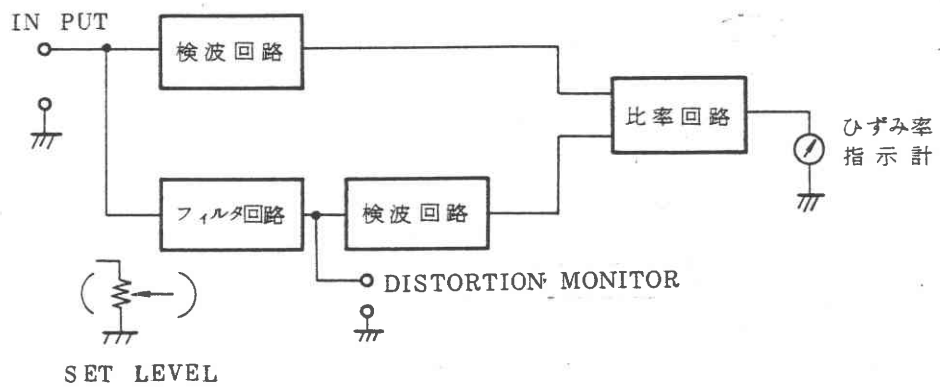 IN PUT
検波回路
比率回路
ひずみ率
指示計
フィルタ回路
検波回路
DISTORTION MONITOR
SET LEVEL